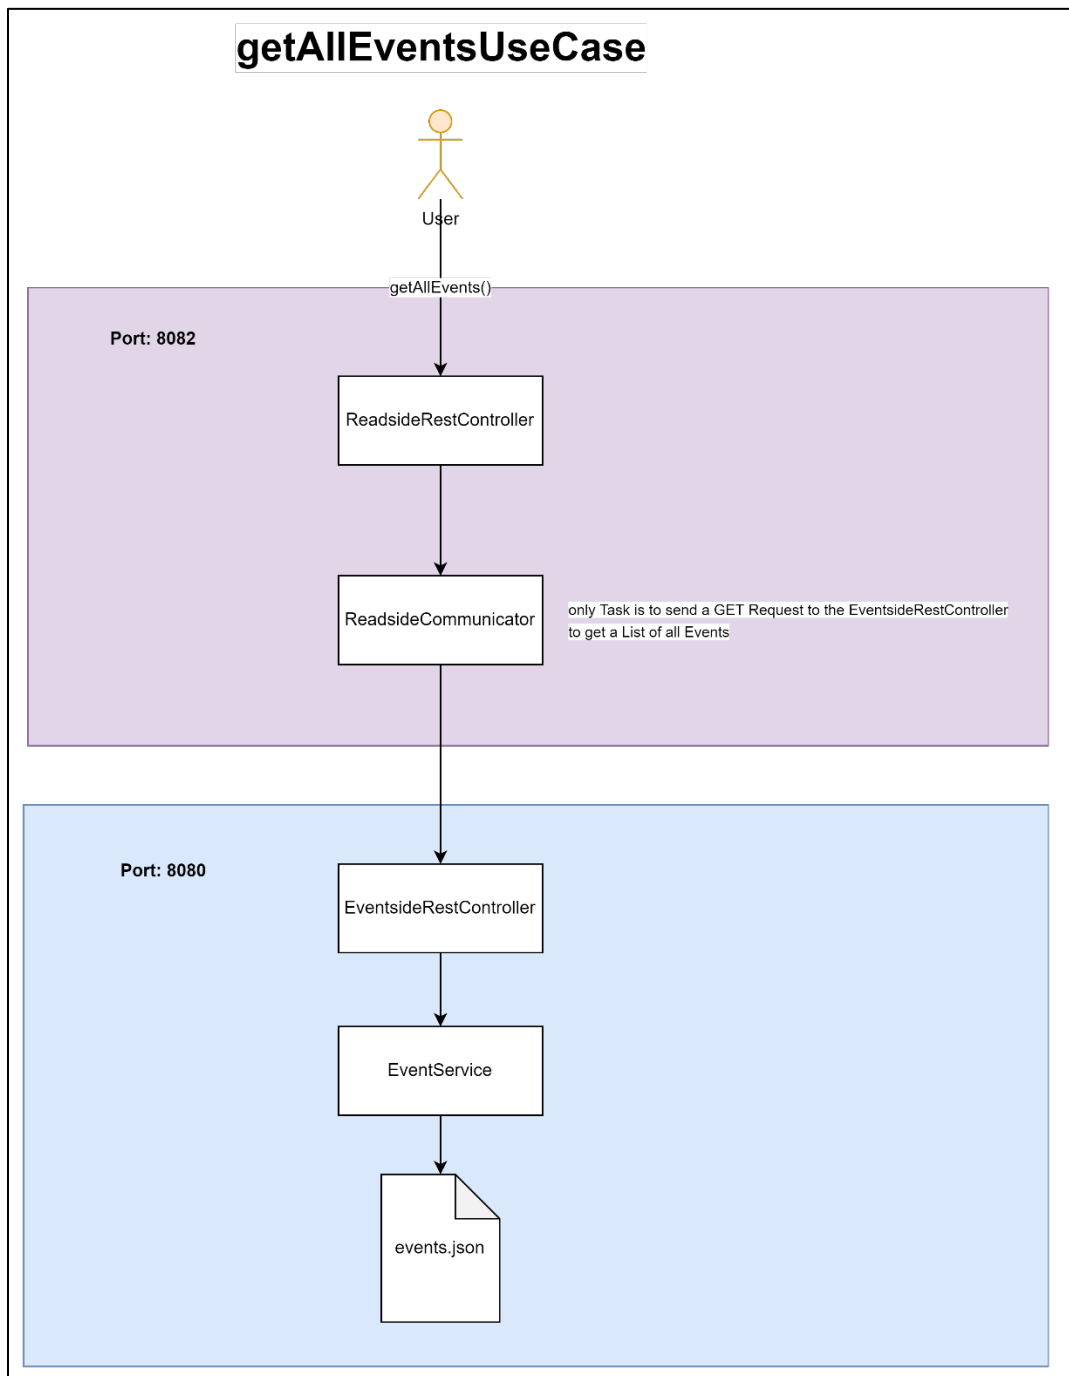 getAllEventsUseCase
User
getAllEvents()
Port: 8082
ReadsideRestController
ReadsideCommunicator
only Task is to send a GET Request to the EventsideRestController
to get a List of all Events
Port: 8080
EventsideRestController
EventService
events.json